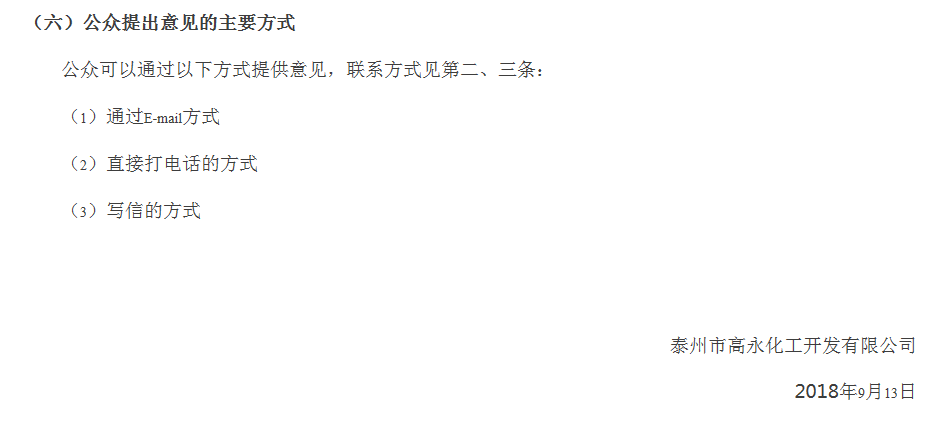 （六）公众提出意见的主要方式
公众可以通过以下方式提供意见，联系方式见第二、三条：
（1）通过E-mail方式
（2）直接打电话的方式
（3）写信的方式
泰州市高永化工开发有限公司
2018年9月13日